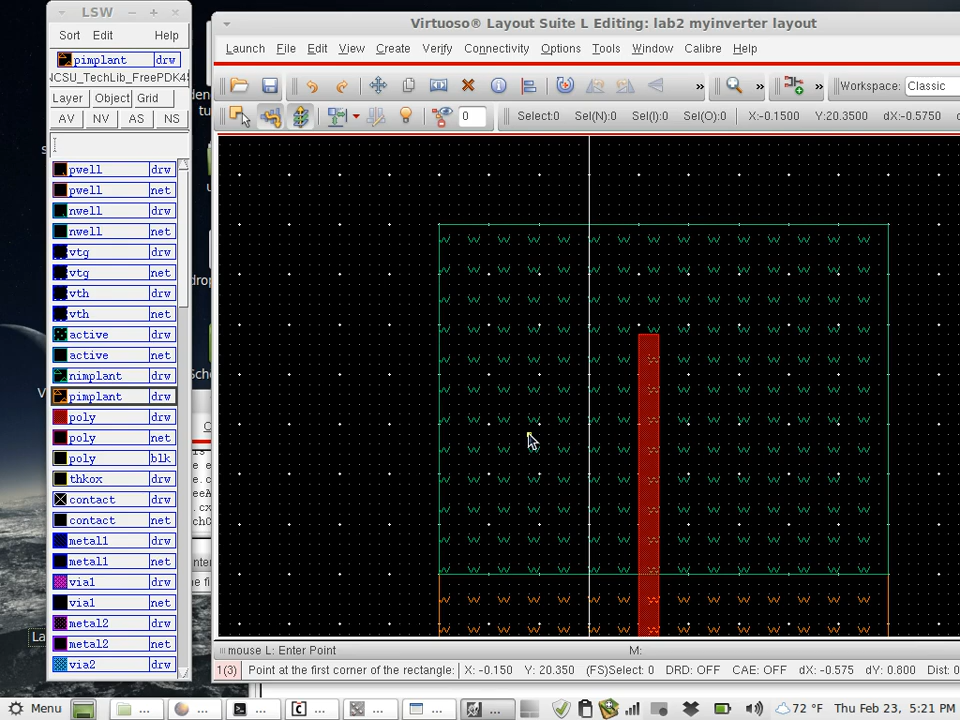 LSW
Sort Edit Help
pimplant drw
NCSU_TechLib_FreePDK45
Layer Object Grid
AV NV AS NS
pwell drw
pwell net
nwell drw
nwell net
vtg drw
vtg net
vth drw
vth net
active drw
active net
nimplant drw
pimplant drw
poly drw
poly net
poly blk
thkox drw
contact drw
contact net
metal1 drw
metal1 net
via1 drw
via1 net
metal2 drw
metal2 net
via2 drw
Virtuoso® Layout Suite L Editing: lab2 myinverter layout
Launch File Edit View Create Verify Connectivity Options Tools Window Calibre Help
» » » Workspace: Classic
0 Select:0 Sel(N):0 Sel(I):0 Sel(O):0 X:-0.1500 Y:20.3500 dX:-0.5750
mouse L: Enter Point M:
1(3) Point at the first corner of the rectangle: X: -0.150 Y: 20.350 (FS)Select: 0 DRD: OFF CAE: OFF dX: -0.575 dY: 0.800 Dist: 0
Menu ... ... ... ... ... ... ... 72 °F Thu Feb 23, 5:21 PM